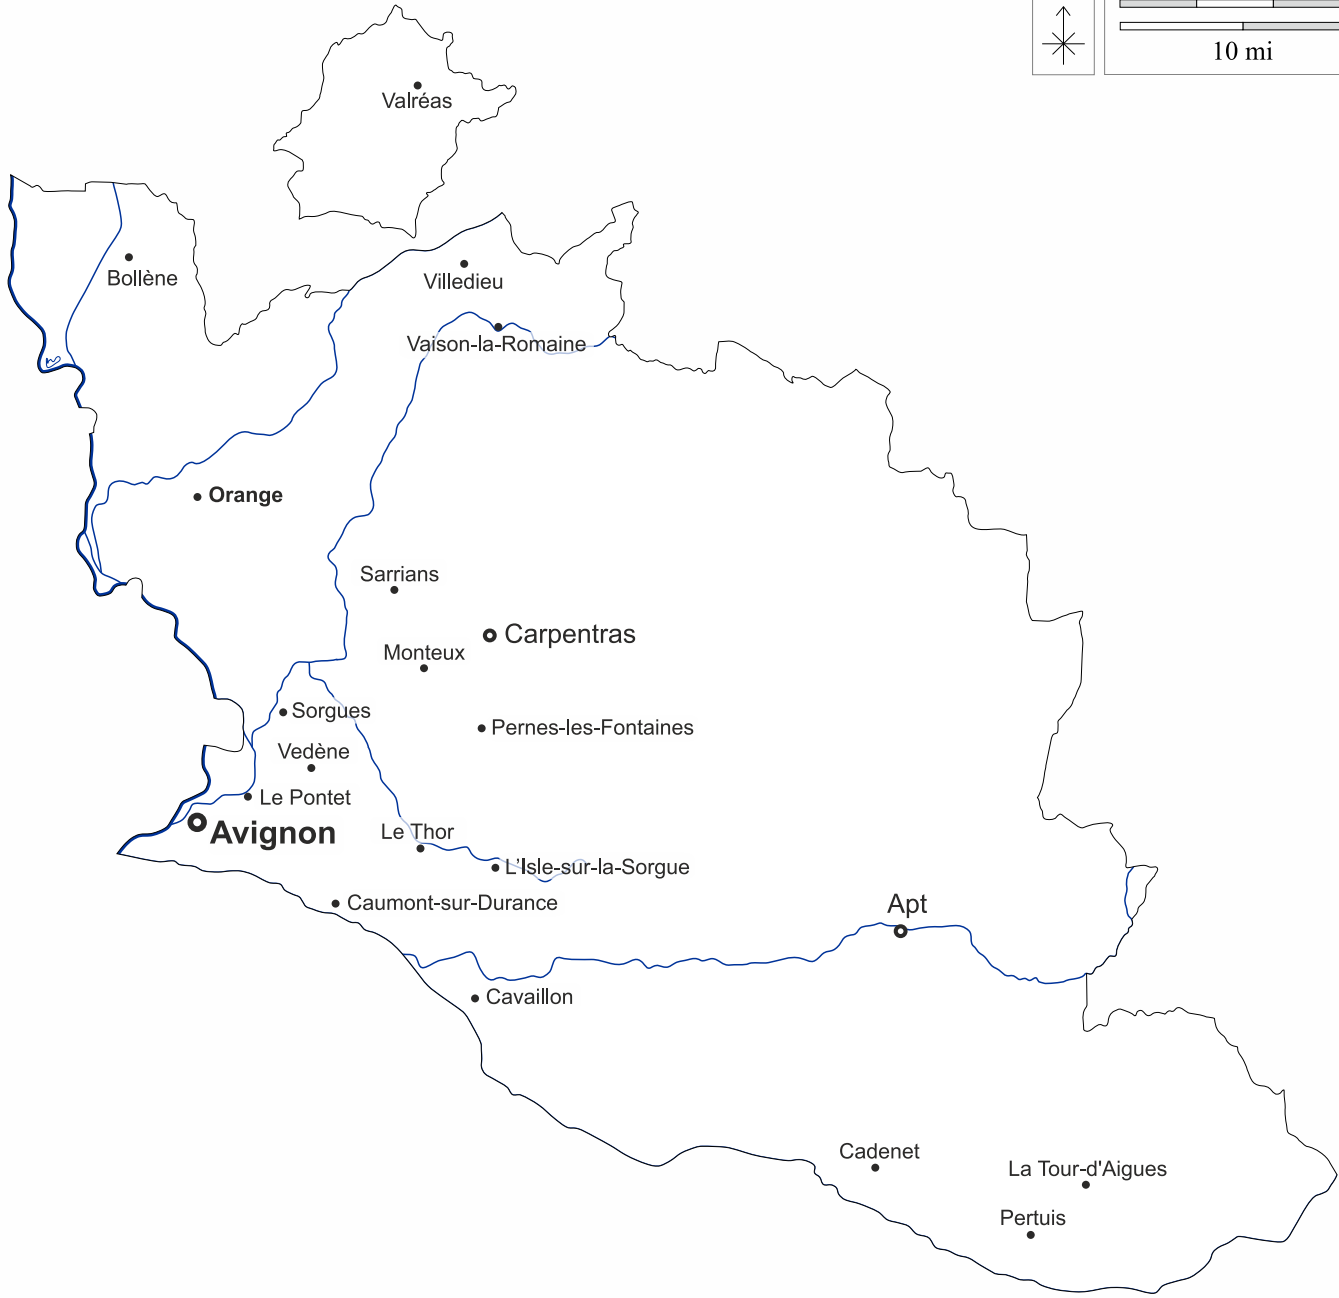 10 mi
Valréas
Bollène
Villedieu
Vaison-la-Romaine
Orange
Sarrians
Carpentras
Monteux
Sorgues
Pernes-les-Fontaines
Vedène
Le Pontet
Avignon
Le Thor
L'Isle-sur-la-Sorgue
Caumont-sur-Durance
Apt
Cavaillon
Cadenet
La Tour-d'Aigues
Pertuis